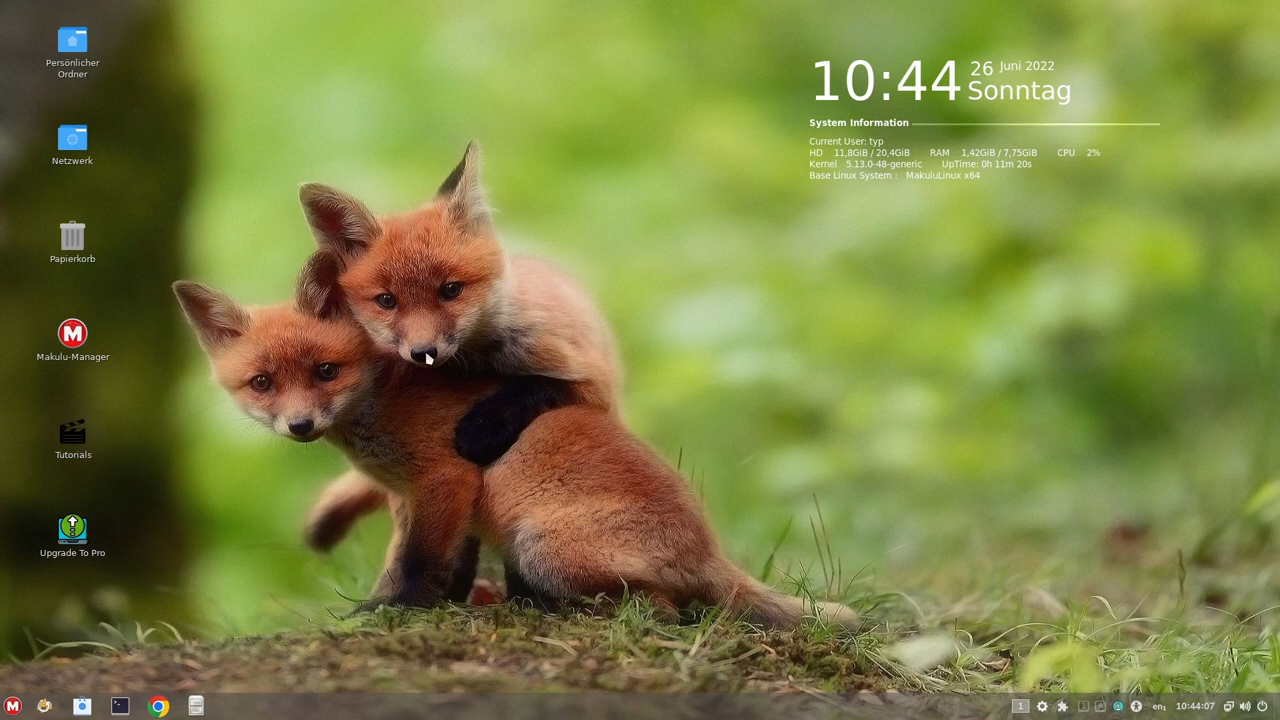 Persönlicher
Ordner
Netzwerk
Papierkorb
M
Makulu-Manager
Tutorials
Upgrade To Pro
10:44 26 Juni 2022
Sonntag
System Information
Current User: typ
HD 11,8GiB / 20,4GiB RAM 1,42GiB / 7,75GiB CPU 2%
Kernel 5.13.0-48-generic UpTime: 0h 11m 20s
Base Linux System : MakuluLinux x64
M 1 en₁ 10:44:07